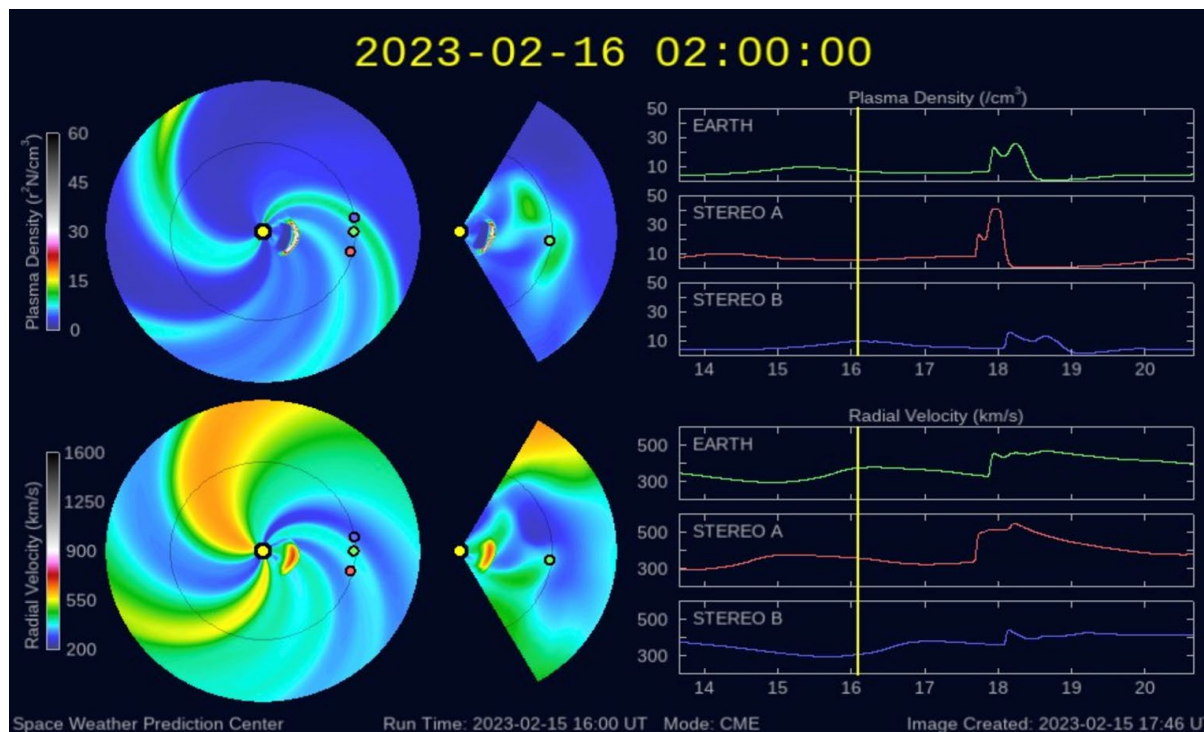 2023-02-16 02:00:00
Plasma Density (r²N/cm³)
60
45
30
15
0
Plasma Density (/cm³)
50
30
10
EARTH
50
30
10
STEREO A
50
30
10
STEREO B
14 15 16 17 18 19 20
Radial Velocity (km/s)
1600
1250
900
550
200
Radial Velocity (km/s)
500
300
EARTH
500
300
STEREO A
500
300
STEREO B
14 15 16 17 18 19 20
Space Weather Prediction Center Run Time: 2023-02-15 16:00 UT Mode: CME Image Created: 2023-02-15 17:46 U